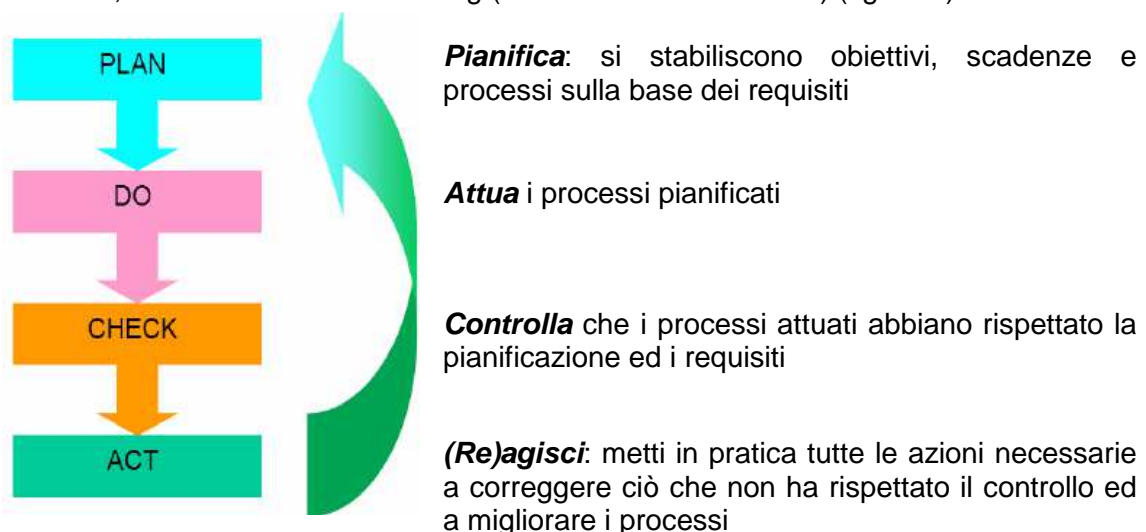 PLAN
Pianifica: si stabiliscono obiettivi, scadenze e
processi sulla base dei requisiti
DO
Attua i processi pianificati
CHECK
Controlla che i processi attuati abbiano rispettato la
pianificazione ed i requisiti
ACT
(Re)agisci: metti in pratica tutte le azioni necessarie
a correggere ciò che non ha rispettato il controllo ed
a migliorare i processi